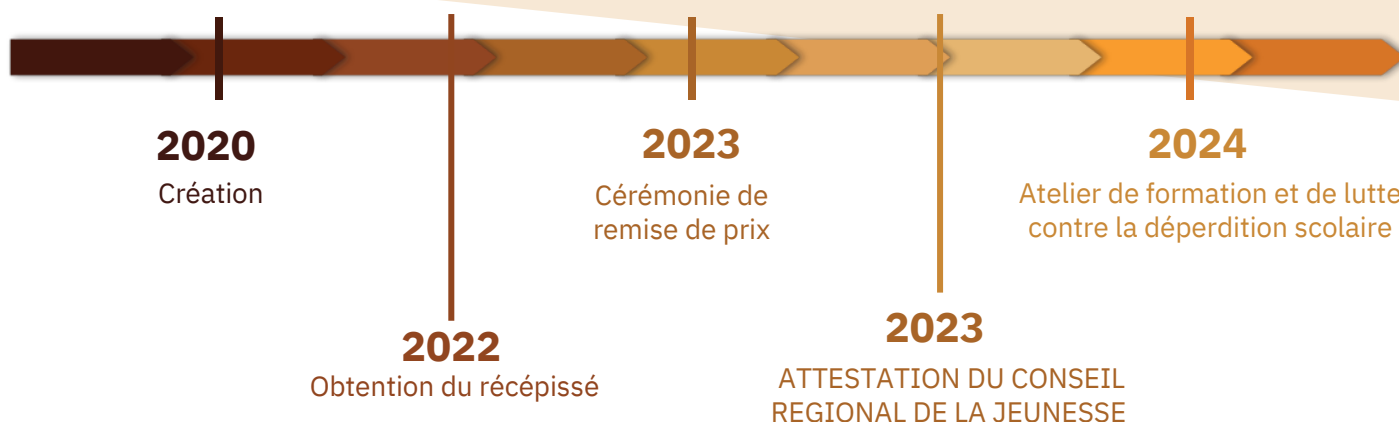 2020
Création
2022
Obtention du récépissé
2023
Cérémonie de
remise de prix
2023
ATTESTATION DU CONSEIL
REGIONAL DE LA JEUNESSE
2024
Atelier de formation et de lutte
contre la déperdition scolaire